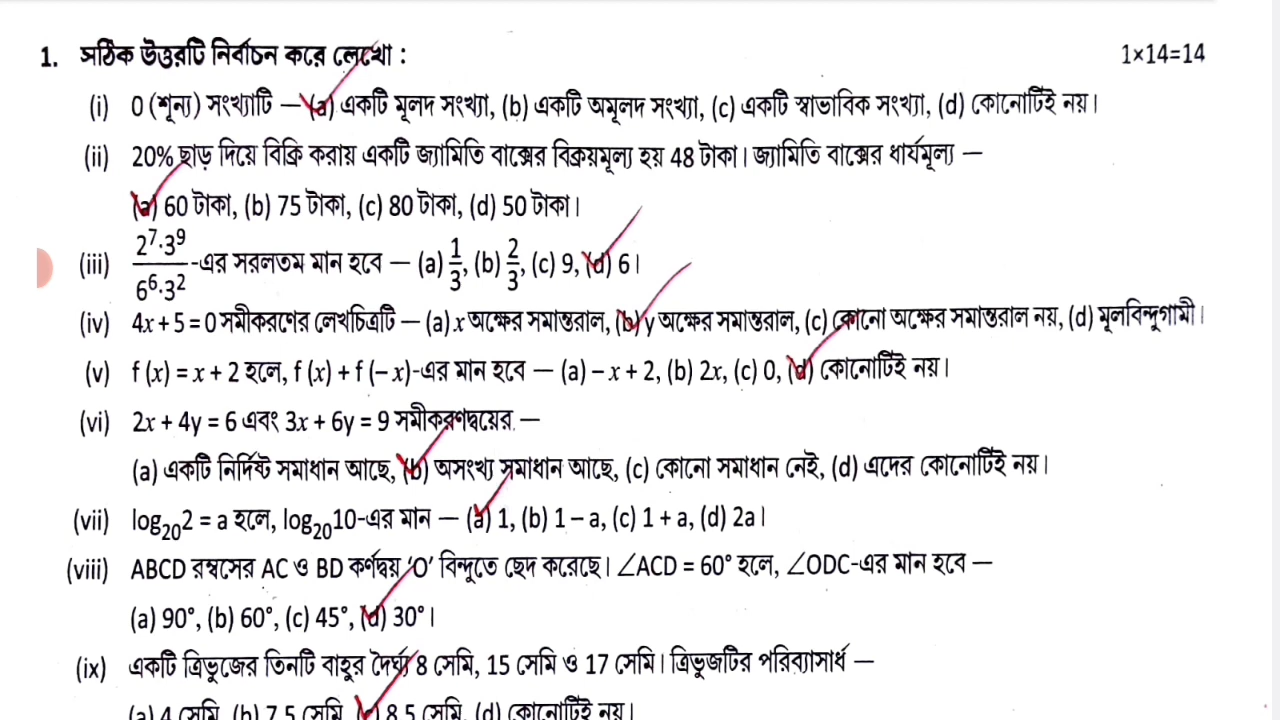 1. সঠিক উত্তরটি নির্বাচন করে লেখো : 1×14=14
(i) 0 (শূন্য) সংখ্যাটি — (a) একটি মূলদ সংখ্যা, (b) একটি অমূলদ সংখ্যা, (c) একটি স্বাভাবিক সংখ্যা, (d) কোনোটিই নয়।
(ii) 20% ছাড় দিয়ে বিক্রি করায় একটি জ্যামিতি বাক্সের বিক্রয়মূল্য হয় 48 টাকা। জ্যামিতি বাক্সের ধার্যমূল্য —
(a) 60 টাকা, (b) 75 টাকা, (c) 80 টাকা, (d) 50 টাকা।
(iii) 2⁷·3⁹/6⁶·3² -এর সরলতম মান হবে — (a) 1/3, (b) 2/3, (c) 9, (d) 6।
(iv) 4x + 5 = 0 সমীকরণের লেখচিত্রটি — (a) x অক্ষের সমান্তরাল, (b) y অক্ষের সমান্তরাল, (c) কোনো অক্ষের সমান্তরাল নয়, (d) মূলবিন্দুগামী।
(v) f (x) = x + 2 হলে, f (x) + f (– x)-এর মান হবে — (a) – x + 2, (b) 2x, (c) 0, (d) কোনোটিই নয়।
(vi) 2x + 4y = 6 এবং 3x + 6y = 9 সমীকরণদ্বয়ের —
(a) একটি নির্দিষ্ট সমাধান আছে, (b) অসংখ্য সমাধান আছে, (c) কোনো সমাধান নেই, (d) এদের কোনোটিই নয়।
(vii) log₂₀2 = a হলে, log₂₀10-এর মান — (a) 1, (b) 1 – a, (c) 1 + a, (d) 2a।
(viii) ABCD রম্বসের AC ও BD কর্ণদ্বয় ‘O’ বিন্দুতে ছেদ করেছে। ∠ACD = 60° হলে, ∠ODC-এর মান হবে —
(a) 90°, (b) 60°, (c) 45°, (d) 30°।
(ix) একটি ত্রিভুজের তিনটি বাহুর দৈর্ঘ্য 8 সেমি, 15 সেমি ও 17 সেমি। ত্রিভুজটির পরিব্যাসার্ধ —
(a) 4 সেমি, (b) 7.5 সেমি, (c) 8.5 সেমি, (d) কোনোটিই নয়।